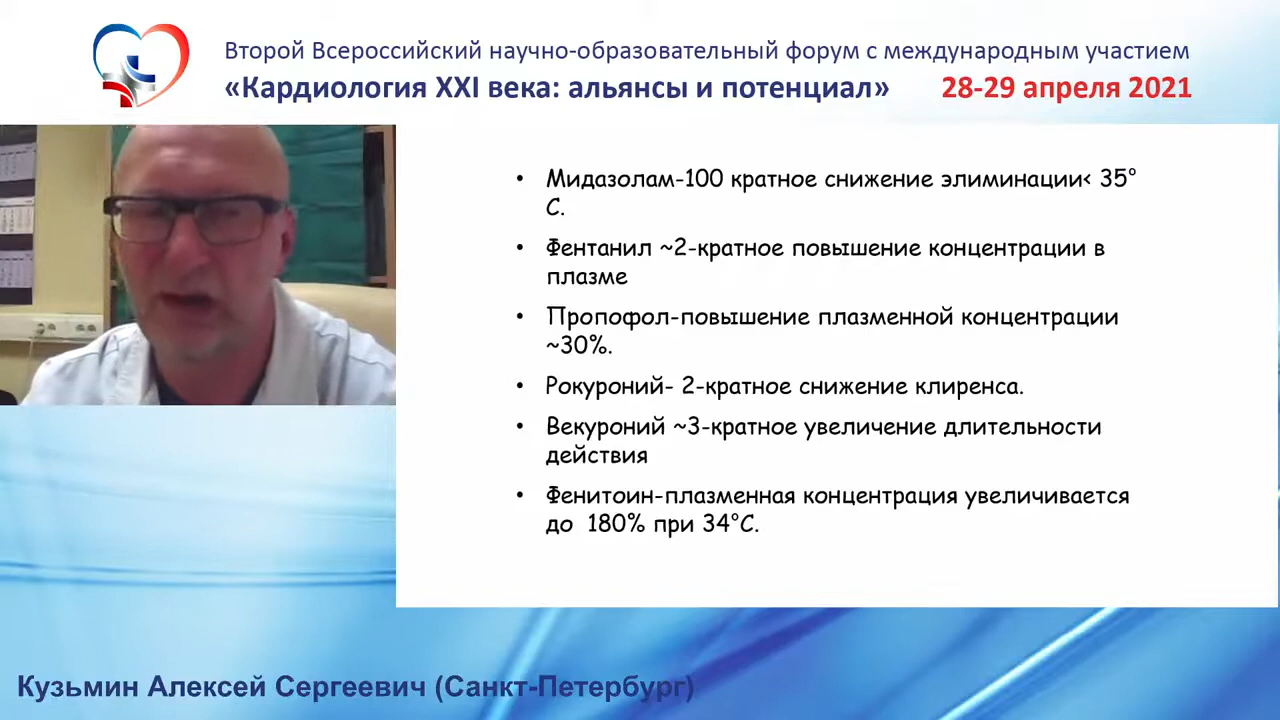 Второй Всероссийский научно-образовательный форум с международным участием
«Кардиология XXI века: альянсы и потенциал» 28-29 апреля 2021
• Мидазолам-100 кратное снижение элиминации< 35°
С.
• Фентанил ~2-кратное повышение концентрации в
плазме
• Пропофол-повышение плазменной концентрации
~30%.
• Рокуроний- 2-кратное снижение клиренса.
• Векуроний ~3-кратное увеличение длительности
действия
• Фенитоин-плазменная концентрация увеличивается
до 180% при 34°С.
Кузьмин Алексей Сергеевич (Санкт-Петербург)